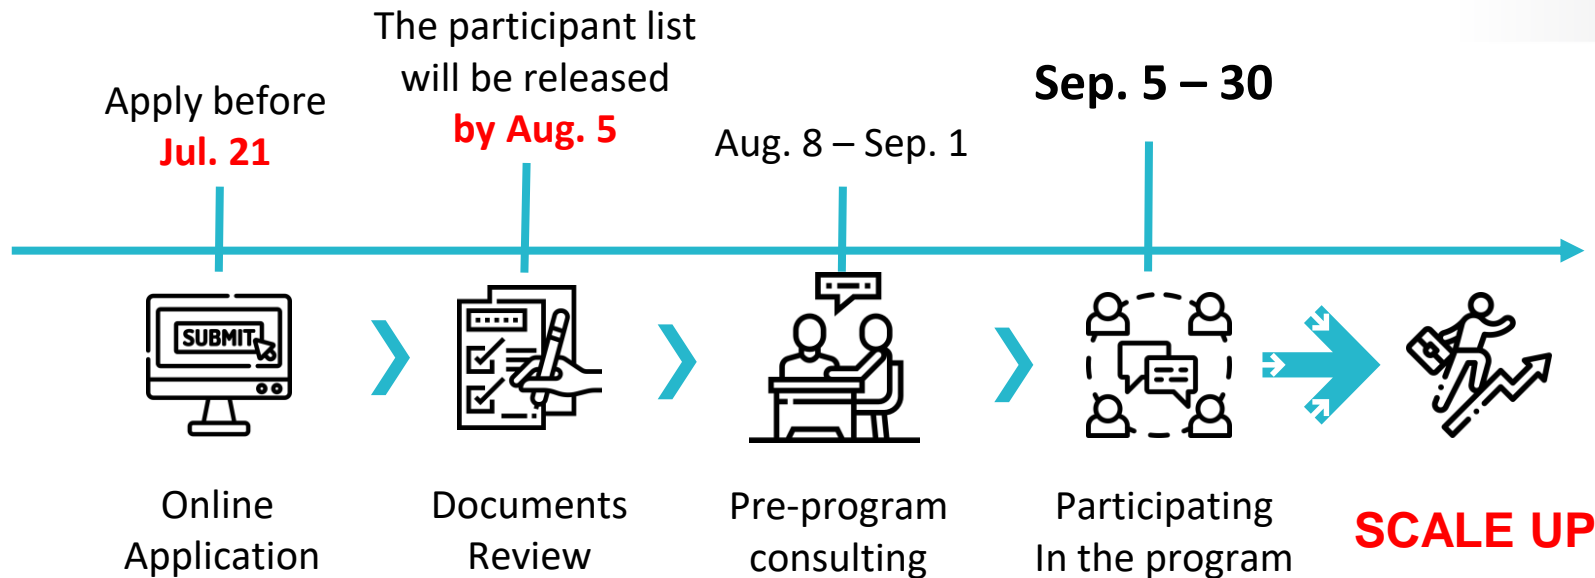 Apply before
Jul. 21
The participant list
will be released
by Aug. 5
Aug. 8 – Sep. 1
Sep. 5 – 30
SUBMIT
Online
Application
Documents
Review
Pre-program
consulting
Participating
In the program
SCALE UP